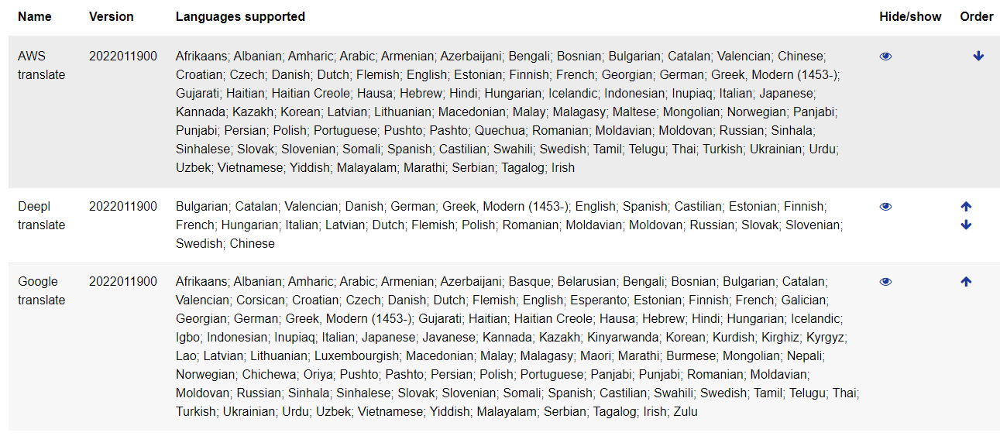 Name Version Languages supported Hide/show Order
AWS translate 2022011900 Afrikaans; Albanian; Amharic; Arabic; Armenian; Azerbaijani; Bengali; Bosnian; Bulgarian; Catalan; Valencian; Chinese;
Croatian; Czech; Danish; Dutch; Flemish; English; Estonian; Finnish; French; Georgian; German; Greek, Modern (1453-);
Gujarati; Haitian; Haitian Creole; Hausa; Hebrew; Hindi; Hungarian; Icelandic; Indonesian; Inupiaq; Italian; Japanese;
Kannada; Kazakh; Korean; Latvian; Lithuanian; Macedonian; Malay; Malagasy; Maltese; Mongolian; Norwegian; Panjabi;
Punjabi; Persian; Polish; Portuguese; Pushto; Pashto; Quechua; Romanian; Moldavian; Moldovan; Russian; Sinhala;
Sinhalese; Slovak; Slovenian; Somali; Spanish; Castilian; Swahili; Swedish; Tamil; Telugu; Thai; Turkish; Ukrainian; Urdu;
Uzbek; Vietnamese; Yiddish; Malayalam; Marathi; Serbian; Tagalog; Irish
Deepl translate 2022011900 Bulgarian; Catalan; Valencian; Danish; German; Greek, Modern (1453-); English; Spanish; Castilian; Estonian; Finnish;
French; Hungarian; Italian; Latvian; Dutch; Flemish; Polish; Romanian; Moldavian; Moldovan; Russian; Slovak; Slovenian;
Swedish; Chinese
Google translate 2022011900 Afrikaans; Albanian; Amharic; Arabic; Armenian; Azerbaijani; Basque; Belarusian; Bengali; Bosnian; Bulgarian; Catalan;
Valencian; Corsican; Croatian; Czech; Danish; Dutch; Flemish; English; Esperanto; Estonian; Finnish; French; Galician;
Georgian; German; Greek, Modern (1453-); Gujarati; Haitian; Haitian Creole; Hausa; Hebrew; Hindi; Hungarian; Icelandic;
Igbo; Indonesian; Inupiaq; Italian; Japanese; Javanese; Kannada; Kazakh; Kinyarwanda; Korean; Kurdish; Kirghiz; Kyrgyz;
Lao; Latvian; Lithuanian; Luxembourgish; Macedonian; Malay; Malagasy; Maori; Marathi; Burmese; Mongolian; Nepali;
Norwegian; Chichewa; Oriya; Pushto; Pashto; Persian; Polish; Portuguese; Panjabi; Punjabi; Romanian; Moldavian;
Moldovan; Russian; Sinhala; Sinhalese; Slovak; Slovenian; Somali; Spanish; Castilian; Swahili; Swedish; Tamil; Telugu; Thai;
Turkish; Ukrainian; Urdu; Uzbek; Vietnamese; Yiddish; Malayalam; Serbian; Tagalog; Irish; Zulu